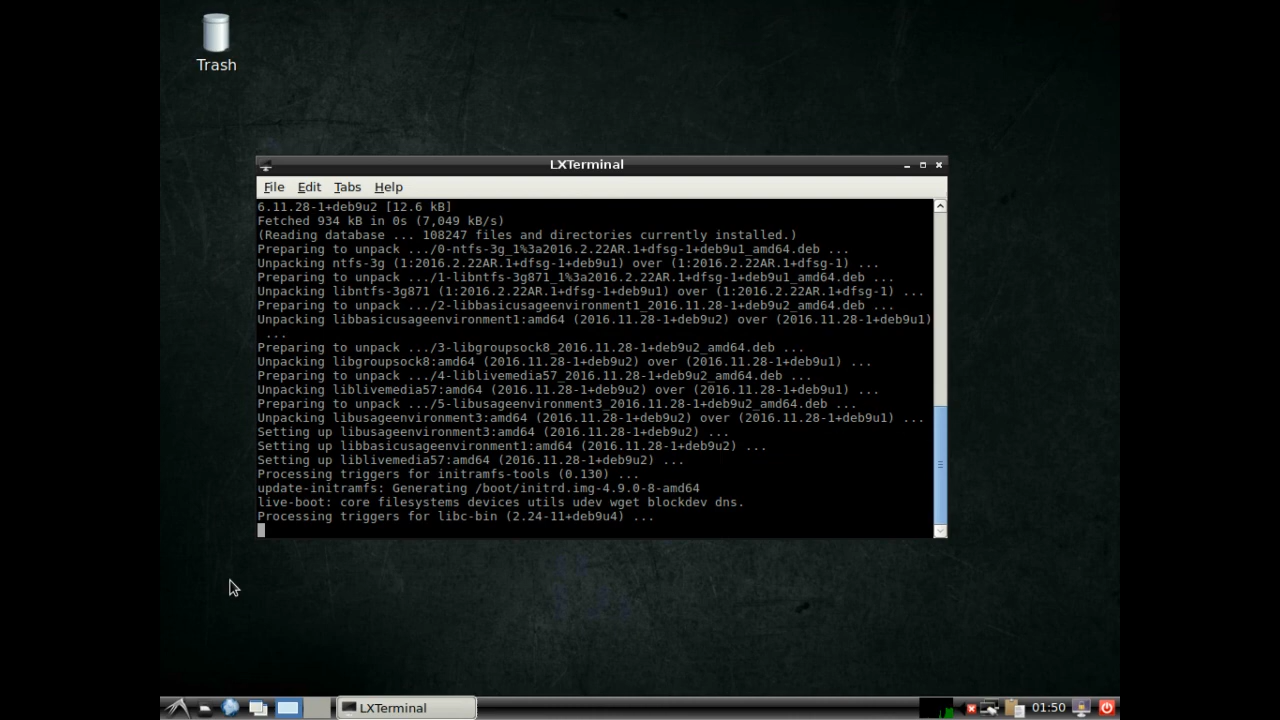 Trash
LXTerminal
File Edit Tabs Help
6.11.28-1+deb9u2 [12.6 kB]
Fetched 934 kB in 0s (7,049 kB/s)
(Reading database ... 108247 files and directories currently installed.)
Preparing to unpack .../0-ntfs-3g_1%3a2016.2.22AR.1+dfsg-1+deb9u1_amd64.deb ...
Unpacking ntfs-3g (1:2016.2.22AR.1+dfsg-1+deb9u1) over (1:2016.2.22AR.1+dfsg-1) ...
Preparing to unpack .../1-libntfs-3g871_1%3a2016.2.22AR.1+dfsg-1+deb9u1_amd64.deb ...
Unpacking libntfs-3g871 (1:2016.2.22AR.1+dfsg-1+deb9u1) over (1:2016.2.22AR.1+dfsg-1) ...
Preparing to unpack .../2-libbasicusageenvironment1_2016.11.28-1+deb9u2_amd64.deb ...
Unpacking libbasicusageenvironment1:amd64 (2016.11.28-1+deb9u2) over (2016.11.28-1+deb9u1)
...
Preparing to unpack .../3-libgroupsock8_2016.11.28-1+deb9u2_amd64.deb ...
Unpacking libgroupsock8:amd64 (2016.11.28-1+deb9u2) over (2016.11.28-1+deb9u1) ...
Preparing to unpack .../4-liblivemedia57_2016.11.28-1+deb9u2_amd64.deb ...
Unpacking liblivemedia57:amd64 (2016.11.28-1+deb9u2) over (2016.11.28-1+deb9u1) ...
Preparing to unpack .../5-libusageenvironment3_2016.11.28-1+deb9u2_amd64.deb ...
Unpacking libusageenvironment3:amd64 (2016.11.28-1+deb9u2) over (2016.11.28-1+deb9u1) ...
Setting up libusageenvironment3:amd64 (2016.11.28-1+deb9u2) ...
Setting up libbasicusageenvironment1:amd64 (2016.11.28-1+deb9u2) ...
Setting up liblivemedia57:amd64 (2016.11.28-1+deb9u2) ...
Processing triggers for initramfs-tools (0.130) ...
update-initramfs: Generating /boot/initrd.img-4.9.0-8-amd64
live-boot: core filesystems devices utils udev wget blockdev dns.
Processing triggers for libc-bin (2.24-11+deb9u4) ...
LXTerminal
01:50